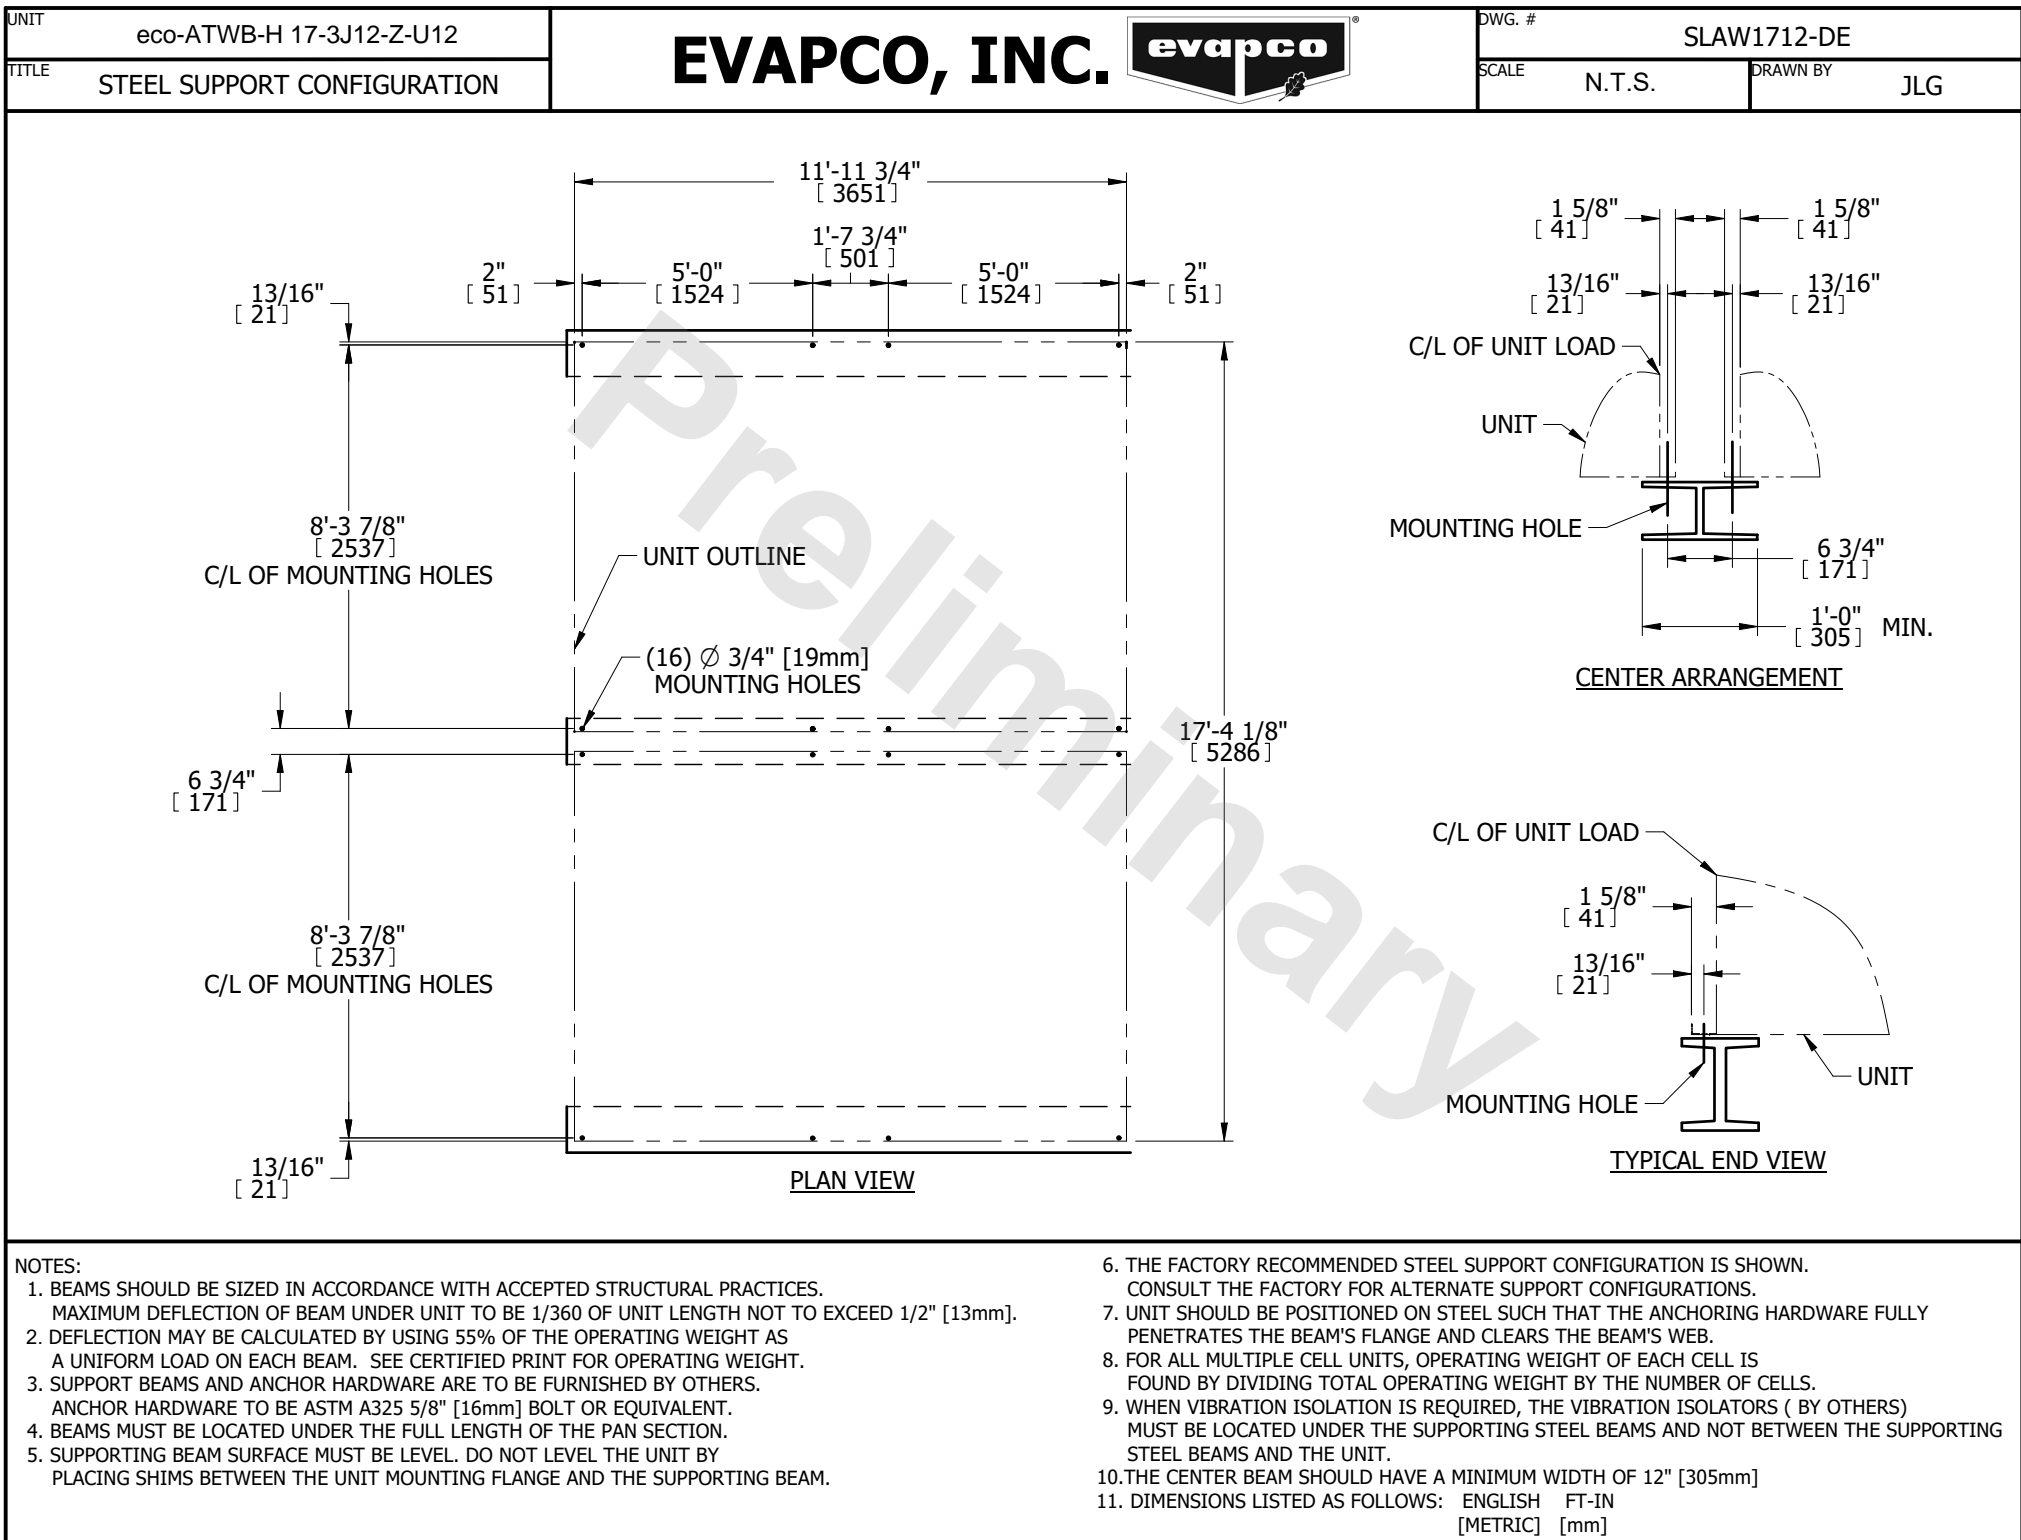 UNIT
eco-ATWB-H 17-3J12-Z-U12
TITLE
STEEL SUPPORT CONFIGURATION
EVAPCO, INC.
evapco
®
DWG. #
SLAW1712-DE
SCALE
N.T.S.
DRAWN BY
JLG
11'-11 3/4"
[ 3651]
1'-7 3/4"
[ 501 ]
2"
[ 51]
5'-0"
[ 1524 ]
5'-0"
[ 1524]
2"
[ 51]
13/16"
[ 21]
8'-3 7/8"
[ 2537]
C/L OF MOUNTING HOLES
UNIT OUTLINE
(16) Ø 3/4" [19mm]
MOUNTING HOLES
6 3/4"
[ 171]
17'-4 1/8"
[ 5286]
8'-3 7/8"
[ 2537]
C/L OF MOUNTING HOLES
13/16"
[ 21]
PLAN VIEW
Preliminary
1 5/8"
[ 41]
1 5/8"
[ 41]
13/16"
[ 21]
13/16"
[ 21]
C/L OF UNIT LOAD
UNIT
MOUNTING HOLE
6 3/4"
[ 171]
1'-0"
[ 305] MIN.
CENTER ARRANGEMENT
C/L OF UNIT LOAD
1 5/8"
[ 41]
13/16"
[ 21]
UNIT
MOUNTING HOLE
TYPICAL END VIEW
NOTES:
1. BEAMS SHOULD BE SIZED IN ACCORDANCE WITH ACCEPTED STRUCTURAL PRACTICES.
MAXIMUM DEFLECTION OF BEAM UNDER UNIT TO BE 1/360 OF UNIT LENGTH NOT TO EXCEED 1/2" [13mm].
2. DEFLECTION MAY BE CALCULATED BY USING 55% OF THE OPERATING WEIGHT AS
A UNIFORM LOAD ON EACH BEAM. SEE CERTIFIED PRINT FOR OPERATING WEIGHT.
3. SUPPORT BEAMS AND ANCHOR HARDWARE ARE TO BE FURNISHED BY OTHERS.
ANCHOR HARDWARE TO BE ASTM A325 5/8" [16mm] BOLT OR EQUIVALENT.
4. BEAMS MUST BE LOCATED UNDER THE FULL LENGTH OF THE PAN SECTION.
5. SUPPORTING BEAM SURFACE MUST BE LEVEL. DO NOT LEVEL THE UNIT BY
PLACING SHIMS BETWEEN THE UNIT MOUNTING FLANGE AND THE SUPPORTING BEAM.
6. THE FACTORY RECOMMENDED STEEL SUPPORT CONFIGURATION IS SHOWN.
CONSULT THE FACTORY FOR ALTERNATE SUPPORT CONFIGURATIONS.
7. UNIT SHOULD BE POSITIONED ON STEEL SUCH THAT THE ANCHORING HARDWARE FULLY
PENETRATES THE BEAM'S FLANGE AND CLEARS THE BEAM'S WEB.
8. FOR ALL MULTIPLE CELL UNITS, OPERATING WEIGHT OF EACH CELL IS
FOUND BY DIVIDING TOTAL OPERATING WEIGHT BY THE NUMBER OF CELLS.
9. WHEN VIBRATION ISOLATION IS REQUIRED, THE VIBRATION ISOLATORS ( BY OTHERS)
MUST BE LOCATED UNDER THE SUPPORTING STEEL BEAMS AND NOT BETWEEN THE SUPPORTING
STEEL BEAMS AND THE UNIT.
10.THE CENTER BEAM SHOULD HAVE A MINIMUM WIDTH OF 12" [305mm]
11. DIMENSIONS LISTED AS FOLLOWS: ENGLISH FT-IN
[METRIC] [mm]